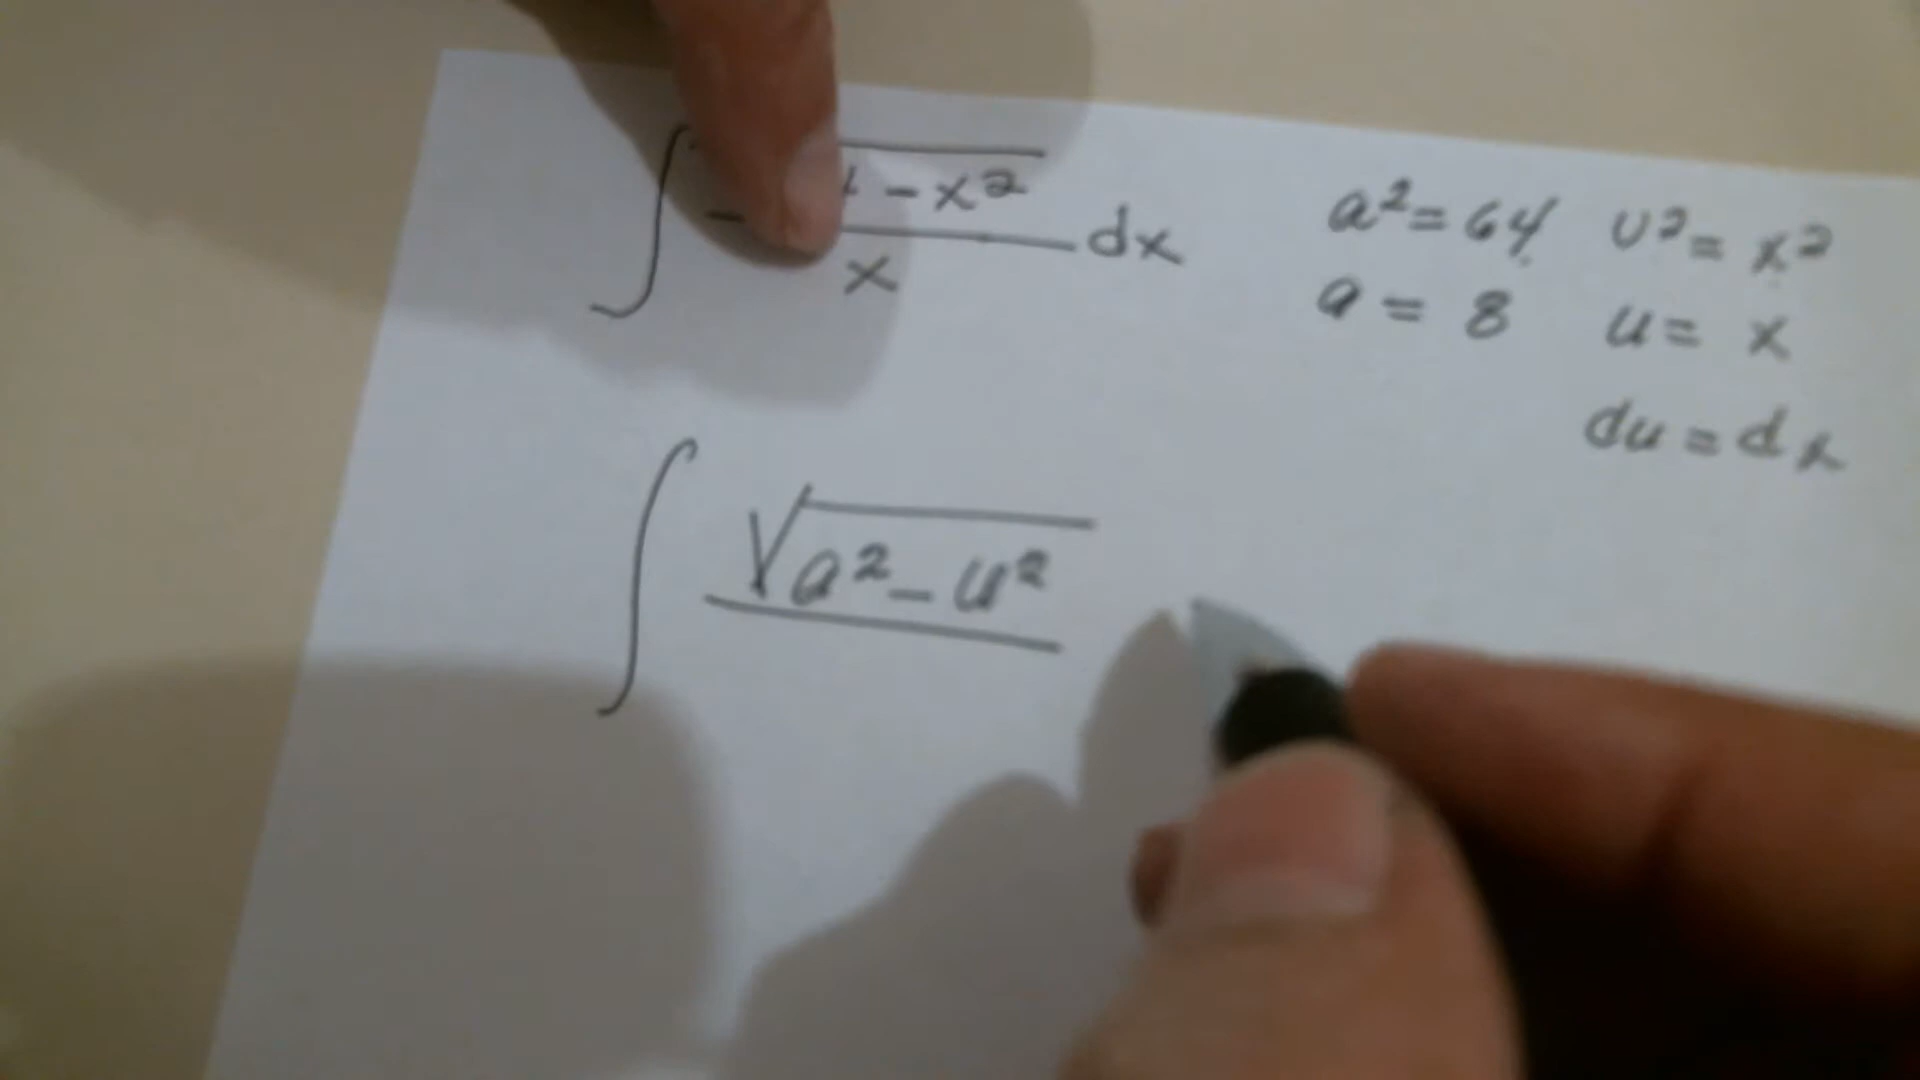 ∫ - x² / x dx
a² = 64 u² = x²
a = 8 u = x
du = dx
∫ √a² - u²